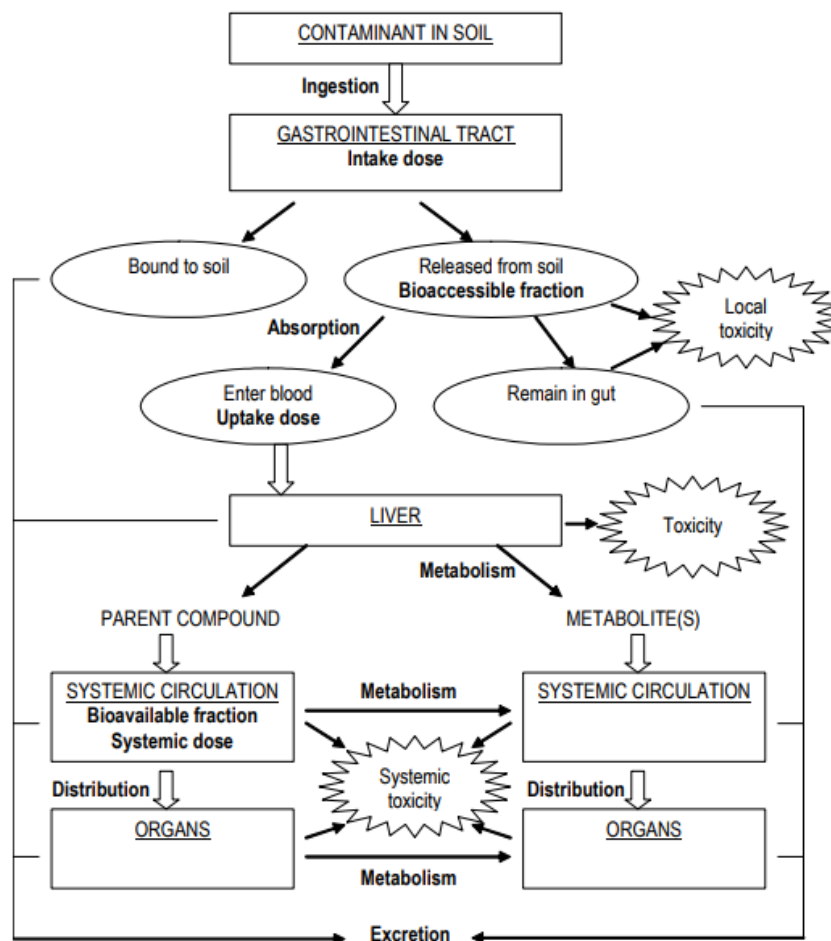 CONTAMINANT IN SOIL
Ingestion
GASTROINTESTINAL TRACT
Intake dose
Bound to soil
Released from soil
Bioaccessible fraction
Local
toxicity
Absorption
Enter blood
Uptake dose
Remain in gut
LIVER
Toxicity
Metabolism
PARENT COMPOUND
METABOLITE(S)
SYSTEMIC CIRCULATION
Bioavailable fraction
Systemic dose
Metabolism
SYSTEMIC CIRCULATION
Systemic
toxicity
Distribution
Distribution
ORGANS
ORGANS
Metabolism
Excretion